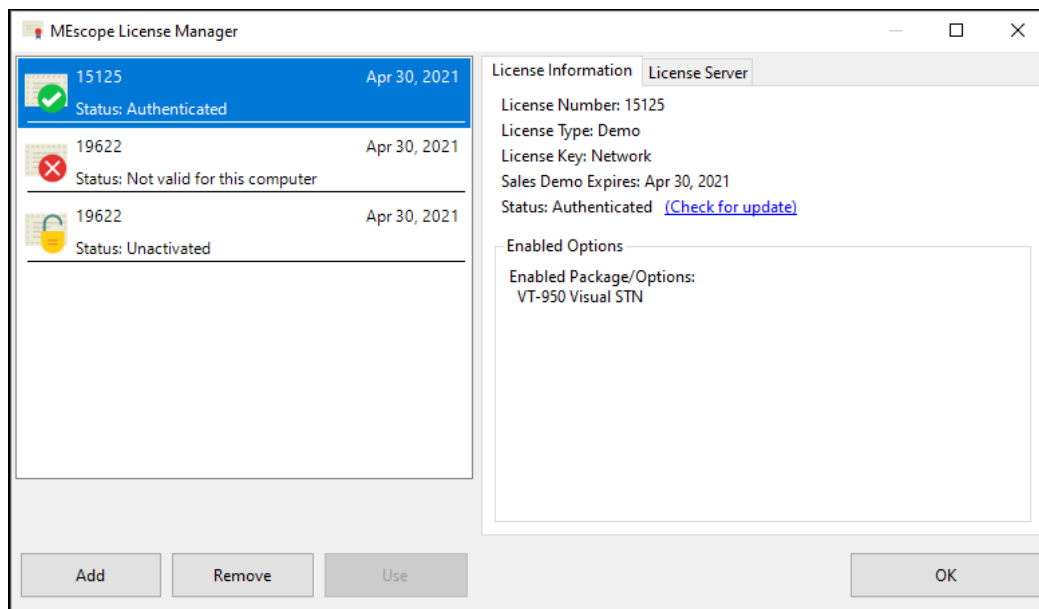 MEscope License Manager
15125 Apr 30, 2021
Status: Authenticated
19622 Apr 30, 2021
Status: Not valid for this computer
19622 Apr 30, 2021
Status: Unactivated
License Information License Server
License Number: 15125
License Type: Demo
License Key: Network
Sales Demo Expires: Apr 30, 2021
Status: Authenticated (Check for update)
Enabled Options
Enabled Package/Options:
VT-950 Visual STN
Add Remove Use OK